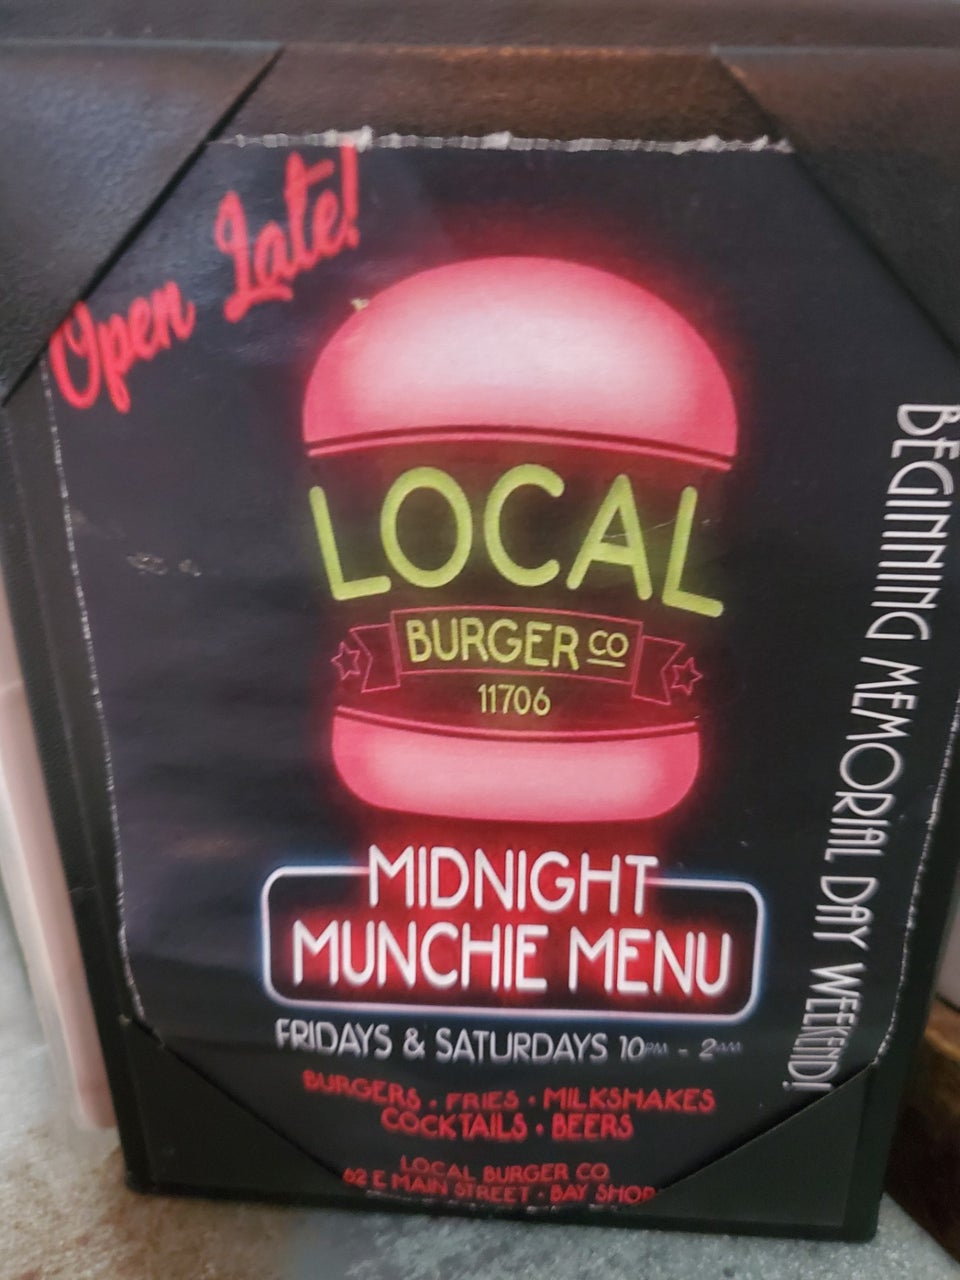 Open Late!
LOCAL
BURGER CO
11706
MIDNIGHT
MUNCHIE MENU
FRIDAYS & SATURDAYS 10PM - 2AM
BURGERS • FRIES • MILKSHAKES
COCKTAILS • BEERS
LOCAL BURGER CO
62 E MAIN STREET • BAY SHOR
BEGINNING MEMORIAL DAY WEEKEND!